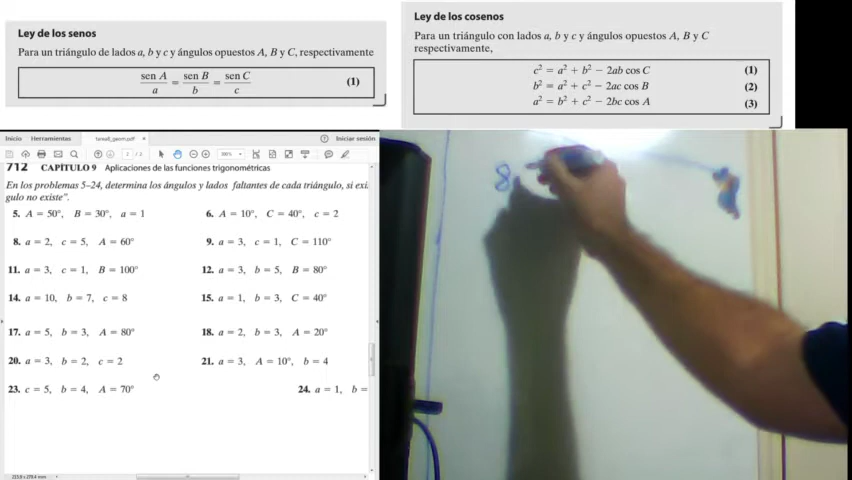 Ley de los senos
Para un triángulo de lados a, b y c y ángulos opuestos A, B y C, respectivamente
sen A / a = sen B / b = sen C / c (1)
Ley de los cosenos
Para un triángulo con lados a, b y c y ángulos opuestos A, B y C
respectivamente,
c² = a² + b² − 2ab cos C (1)
b² = a² + c² − 2ac cos B (2)
a² = b² + c² − 2bc cos A (3)
Inicio Herramientas Iniciar sesión
712 CAPÍTULO 9 Aplicaciones de las funciones trigonométricas
En los problemas 5-24, determina los ángulos y lados faltantes de cada triángulo, si exi
gulo no existe".
5. A = 50°, B = 30°, a = 1 6. A = 10°, C = 40°, c = 2
8. a = 2, c = 5, A = 60° 9. a = 3, c = 1, C = 110°
11. a = 3, c = 1, B = 100° 12. a = 3, b = 5, B = 80°
14. a = 10, b = 7, c = 8 15. a = 1, b = 3, C = 40°
17. a = 5, b = 3, A = 80° 18. a = 2, b = 3, A = 20°
20. a = 3, b = 2, c = 2 21. a = 3, A = 10°, b = 4
23. c = 5, b = 4, A = 70° 24. a = 1, b =
8.